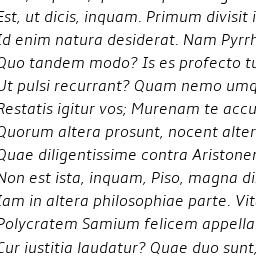 Est, ut dicis, inquam. Primum divisit i
Id enim natura desiderat. Nam Pyrrh
Quo tandem modo? Is es profecto tu
Ut pulsi recurrant? Quam nemo umq
Restatis igitur vos; Murenam te accu
Quorum altera prosunt, nocent alter
Quae diligentissime contra Aristoner
Non est ista, inquam, Piso, magna di
Iam in altera philosophiae parte. Vit
Polycratem Samium felicem appella
Cur iustitia laudatur? Quae duo sunt,